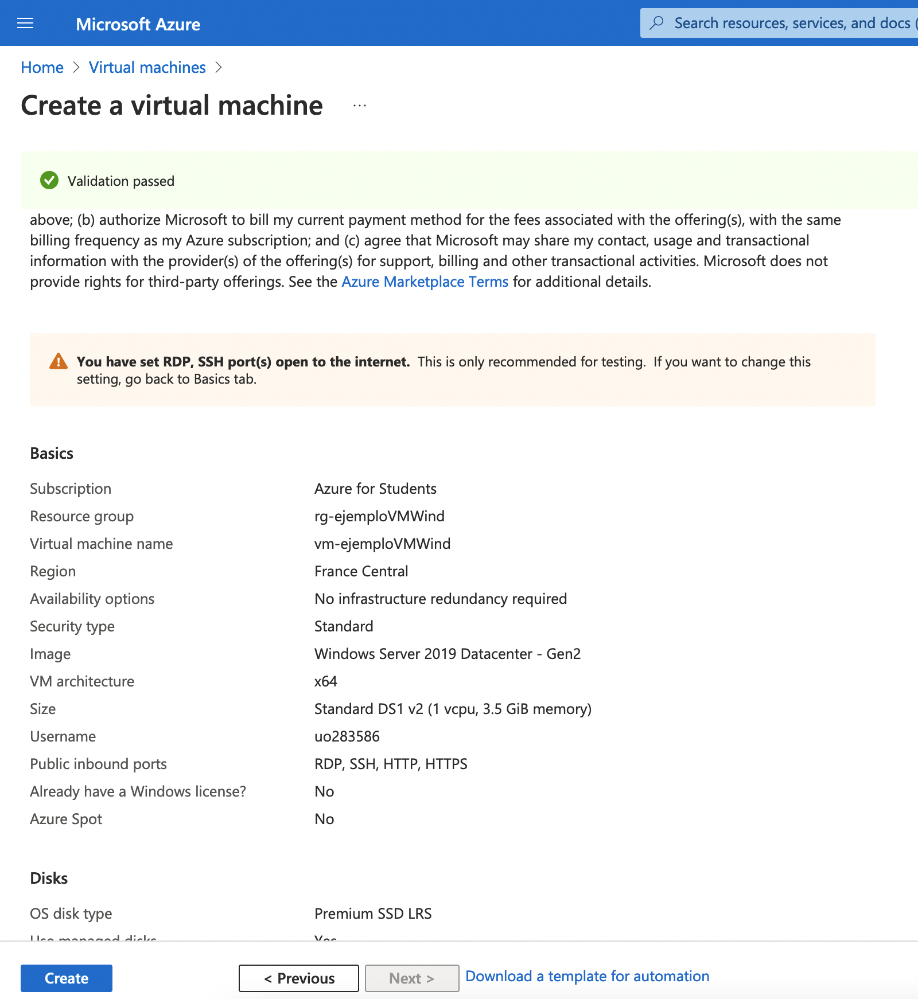 Microsoft Azure
Search resources, services, and docs (
Home > Virtual machines >
Create a virtual machine ...
Validation passed
above; (b) authorize Microsoft to bill my current payment method for the fees associated with the offering(s), with the same
billing frequency as my Azure subscription; and (c) agree that Microsoft may share my contact, usage and transactional
information with the provider(s) of the offering(s) for support, billing and other transactional activities. Microsoft does not
provide rights for third-party offerings. See the Azure Marketplace Terms for additional details.
You have set RDP, SSH port(s) open to the internet. This is only recommended for testing. If you want to change this
setting, go back to Basics tab.
Basics
Subscription Azure for Students
Resource group rg-ejemploVMWind
Virtual machine name vm-ejemploVMWind
Region France Central
Availability options No infrastructure redundancy required
Security type Standard
Image Windows Server 2019 Datacenter - Gen2
VM architecture x64
Size Standard DS1 v2 (1 vcpu, 3.5 GiB memory)
Username uo283586
Public inbound ports RDP, SSH, HTTP, HTTPS
Already have a Windows license? No
Azure Spot No
Disks
OS disk type Premium SSD LRS
Use managed disks Yes
Create < Previous Next > Download a template for automation